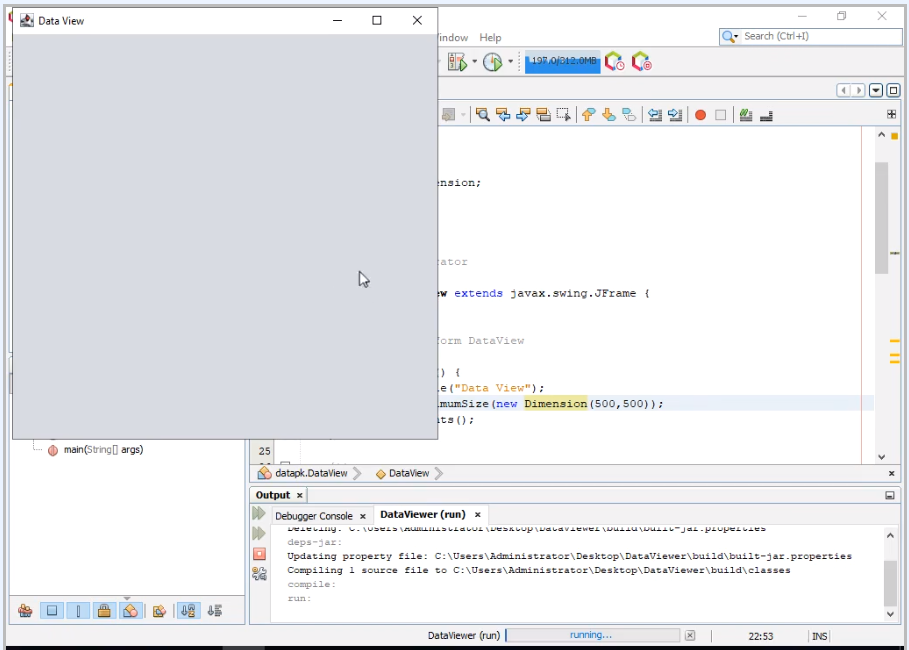 Data View
indow Help
Search (Ctrl+I)
197.0/312.0MB
ension;
ator
w extends javax.swing.JFrame {
orm DataView
) {
e("Data View");
mumSize(new Dimension(500,500));
ts();
25
main(String[] args)
datapk.DataView
DataView
Output
Debugger Console
DataViewer (run)
Deleting: C:\Users\Administrator\Desktop\DataViewer\build\built-jar.properties
deps-jar:
Updating property file: C:\Users\Administrator\Desktop\DataViewer\build\built-jar.properties
Compiling 1 source file to C:\Users\Administrator\Desktop\DataViewer\build\classes
compile:
run:
DataViewer (run)
running...
22:53
INS